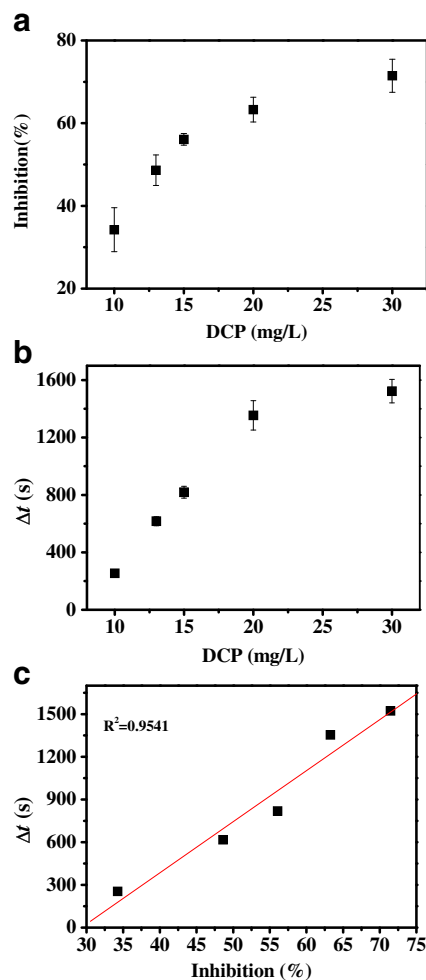 a
80
60
40
20
Inhibition(%)
10 15 20 25 30
DCP (mg/L)
b
1600
1200
800
400
0
Δt (s)
10 15 20 25 30
DCP (mg/L)
c
R²=0.9541
1500
1200
900
600
300
0
Δt (s)
30 35 40 45 50 55 60 65 70 75
Inhibition (%)